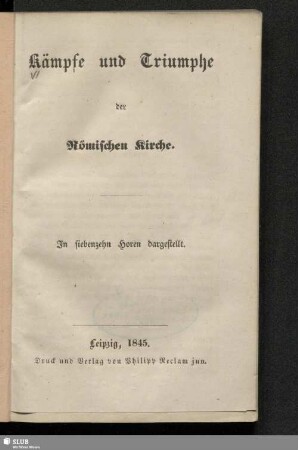 Kämpfe und Triumphe
der
Römischen Kirche.
In siebenzehn Horen dargestellt.
Leipzig, 1845.
Druck und Verlag von Philipp Reclam jun.
SLUB